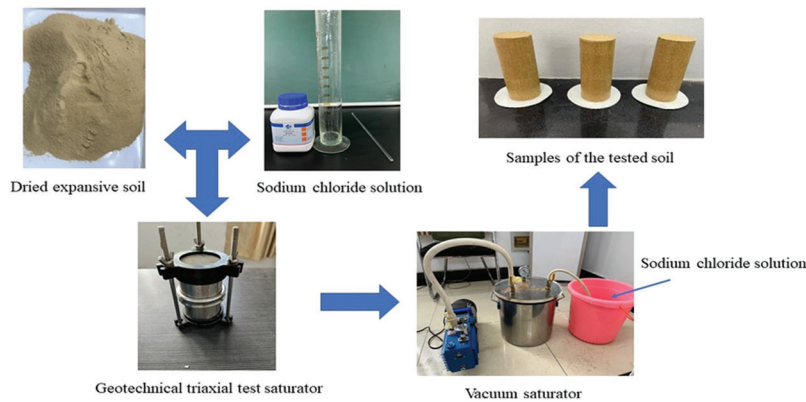 Dried expansive soil
Sodium chloride solution
Samples of the tested soil
Sodium chloride solution
Geotechnical triaxial test saturator
Vacuum saturator